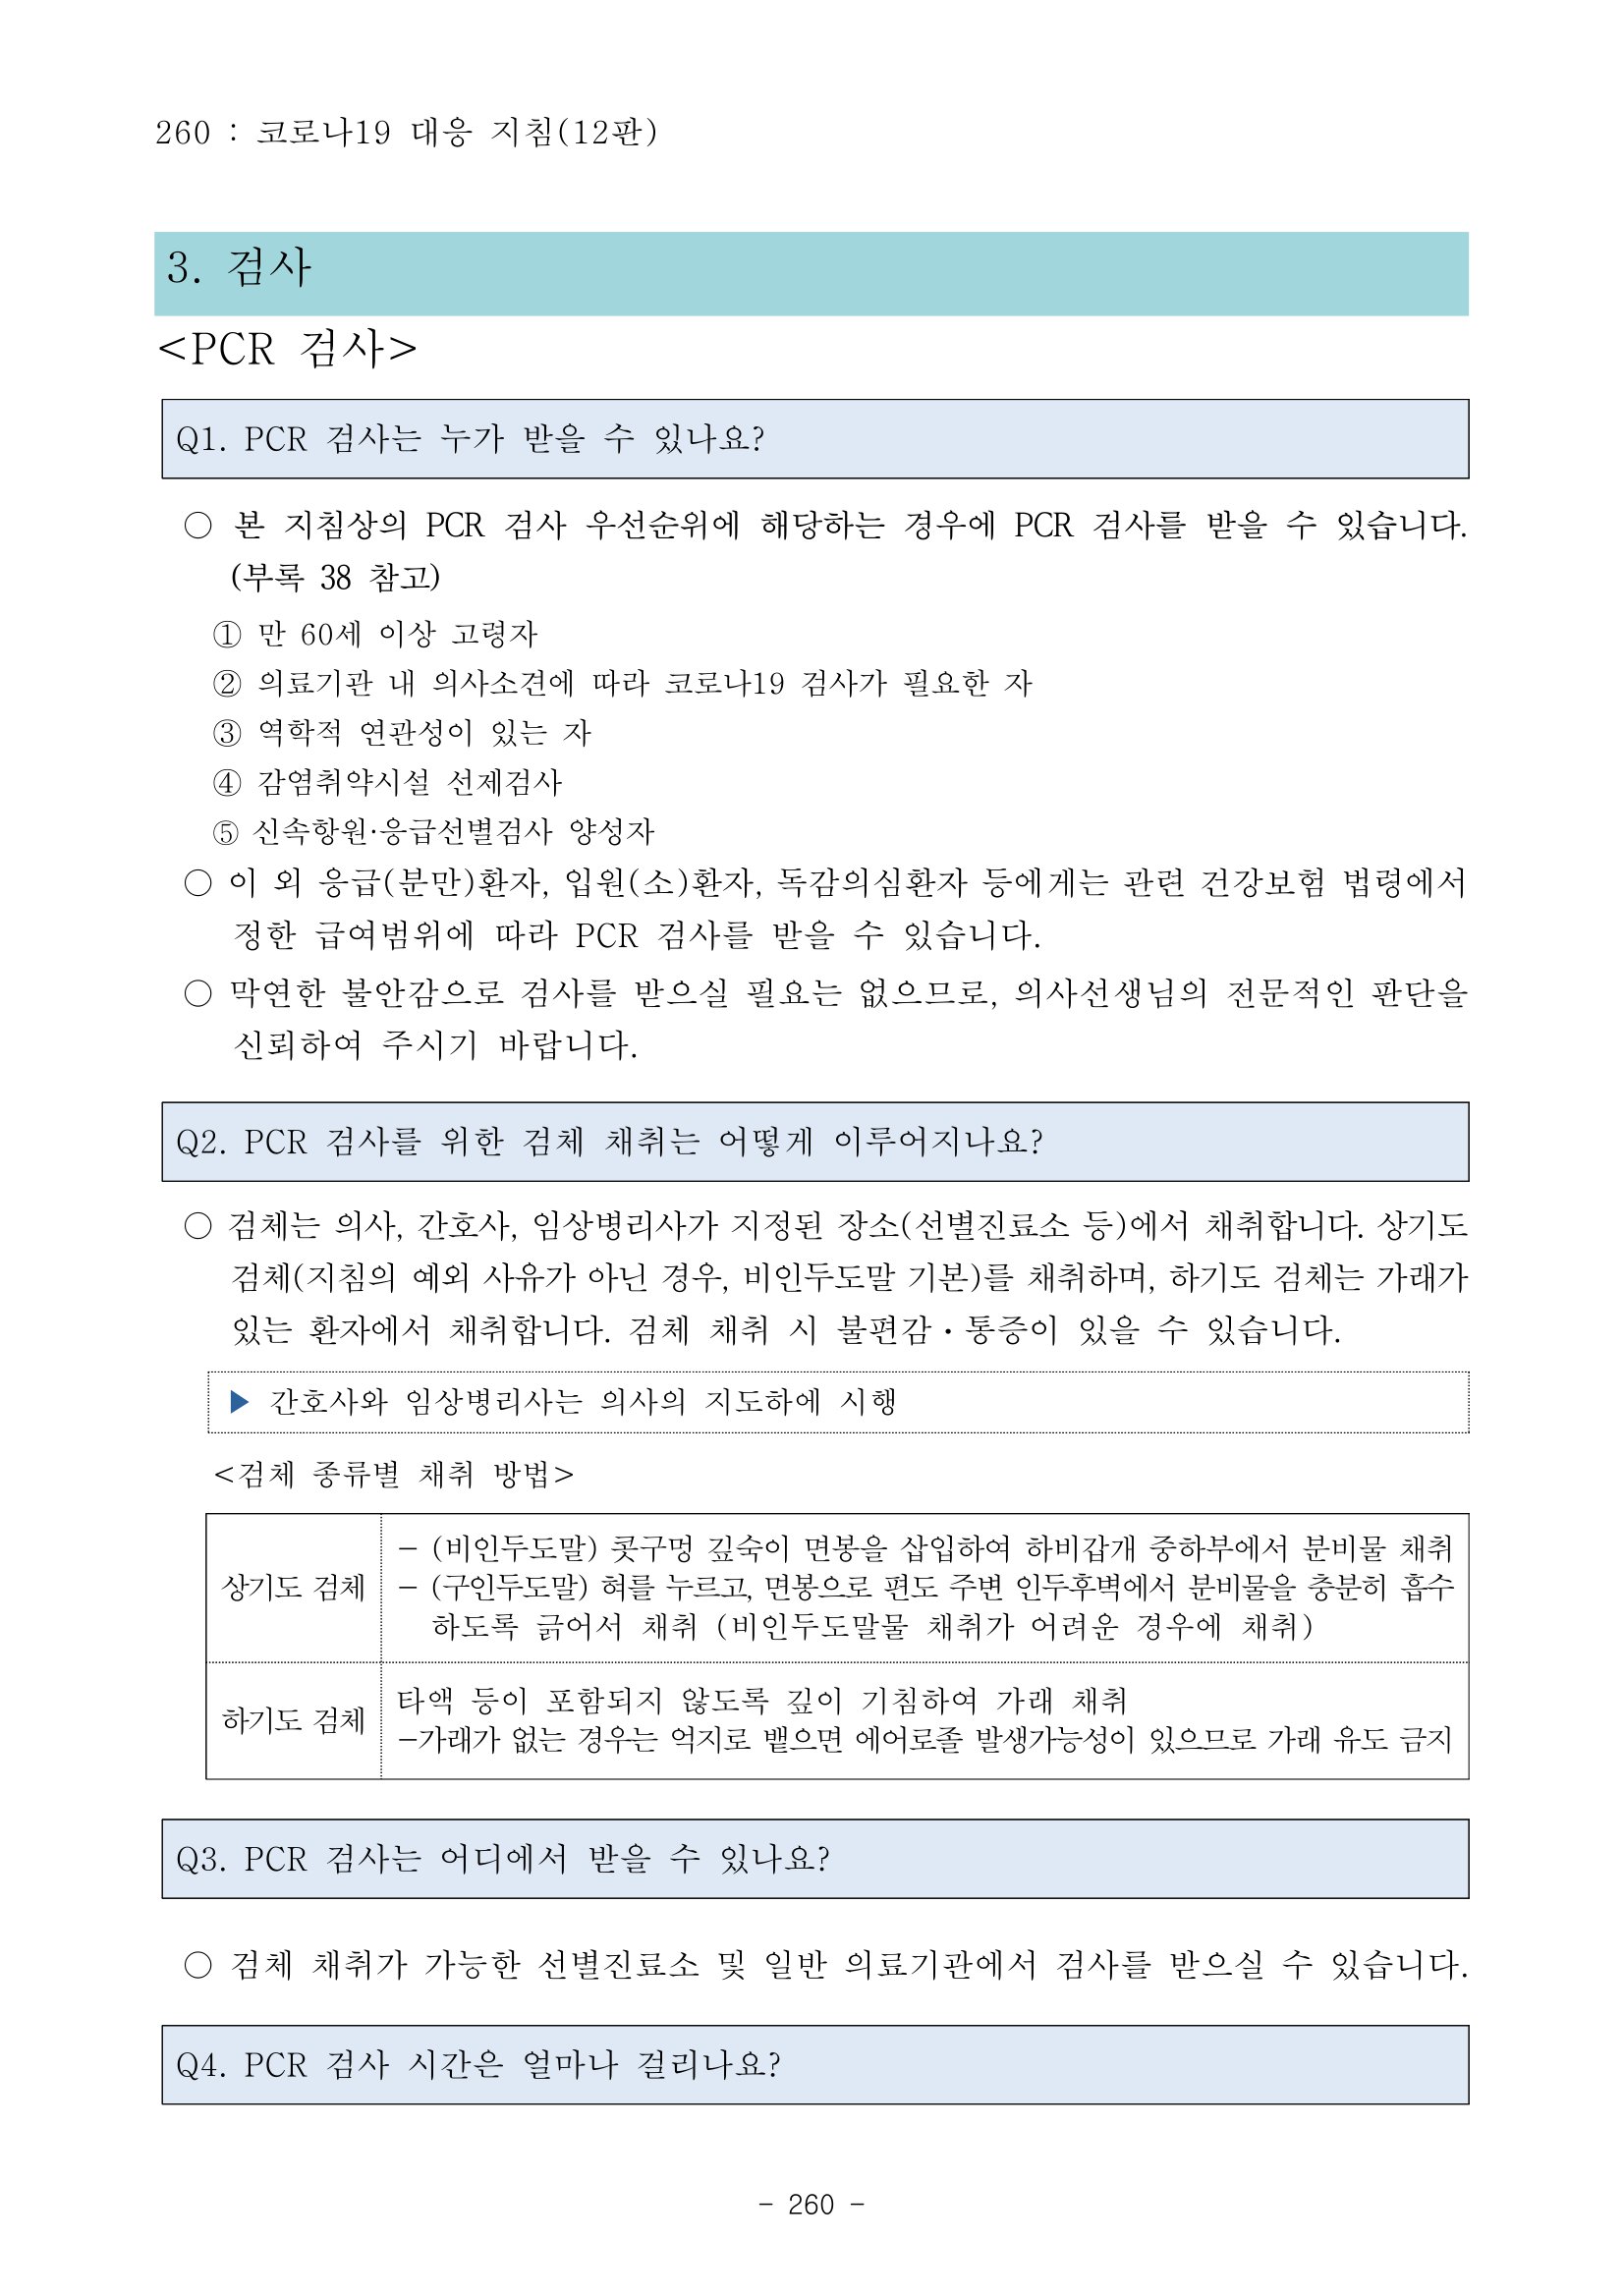 260 : 코로나19 대응 지침(12판)
3. 검사
<PCR 검사>
Q1. PCR 검사는 누가 받을 수 있나요?
○ 본 지침상의 PCR 검사 우선순위에 해당하는 경우에 PCR 검사를 받을 수 있습니다.
(부록 38 참고)
① 만 60세 이상 고령자
② 의료기관 내 의사소견에 따라 코로나19 검사가 필요한 자
③ 역학적 연관성이 있는 자
④ 감염취약시설 선제검사
⑤ 신속항원·응급선별검사 양성자
○ 이 외 응급(분만)환자, 입원(소)환자, 독감의심환자 등에게는 관련 건강보험 법령에서
정한 급여범위에 따라 PCR 검사를 받을 수 있습니다.
○ 막연한 불안감으로 검사를 받으실 필요는 없으므로, 의사선생님의 전문적인 판단을
신뢰하여 주시기 바랍니다.
Q2. PCR 검사를 위한 검체 채취는 어떻게 이루어지나요?
○ 검체는 의사, 간호사, 임상병리사가 지정된 장소(선별진료소 등)에서 채취합니다. 상기도
검체(지침의 예외 사유가 아닌 경우, 비인두도말 기본)를 채취하며, 하기도 검체는 가래가
있는 환자에서 채취합니다. 검체 채취 시 불편감・통증이 있을 수 있습니다.
▶ 간호사와 임상병리사는 의사의 지도하에 시행
<검체 종류별 채취 방법>
상기도 검체
− (비인두도말) 콧구멍 깊숙이 면봉을 삽입하여 하비갑개 중하부에서 분비물 채취
− (구인두도말) 혀를 누르고, 면봉으로 편도 주변 인두후벽에서 분비물을 충분히 흡수
하도록 긁어서 채취 (비인두도말물 채취가 어려운 경우에 채취)
하기도 검체
타액 등이 포함되지 않도록 깊이 기침하여 가래 채취
−가래가 없는 경우는 억지로 뱉으면 에어로졸 발생가능성이 있으므로 가래 유도 금지
Q3. PCR 검사는 어디에서 받을 수 있나요?
○ 검체 채취가 가능한 선별진료소 및 일반 의료기관에서 검사를 받으실 수 있습니다.
Q4. PCR 검사 시간은 얼마나 걸리나요?
- 260 -